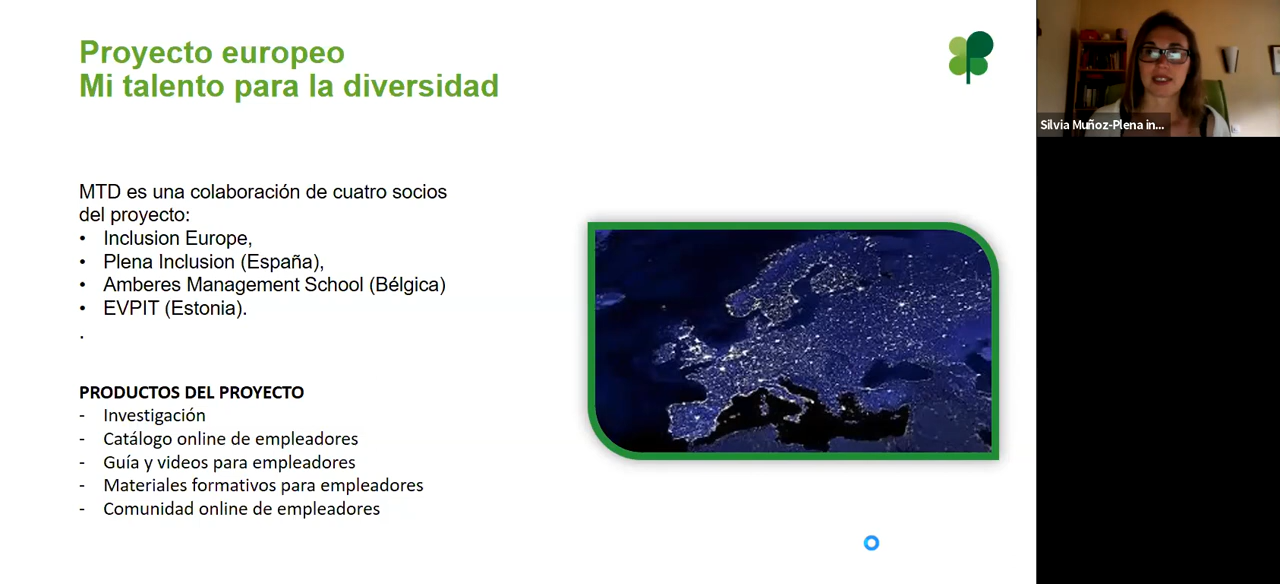 Proyecto europeo
Mi talento para la diversidad
MTD es una colaboración de cuatro socios
del proyecto:
• Inclusion Europe,
• Plena Inclusion (España),
• Amberes Management School (Bélgica)
• EVPIT (Estonia).
.
PRODUCTOS DEL PROYECTO
- Investigación
- Catálogo online de empleadores
- Guía y videos para empleadores
- Materiales formativos para empleadores
- Comunidad online de empleadores
Silvia Muñoz-Plena in...